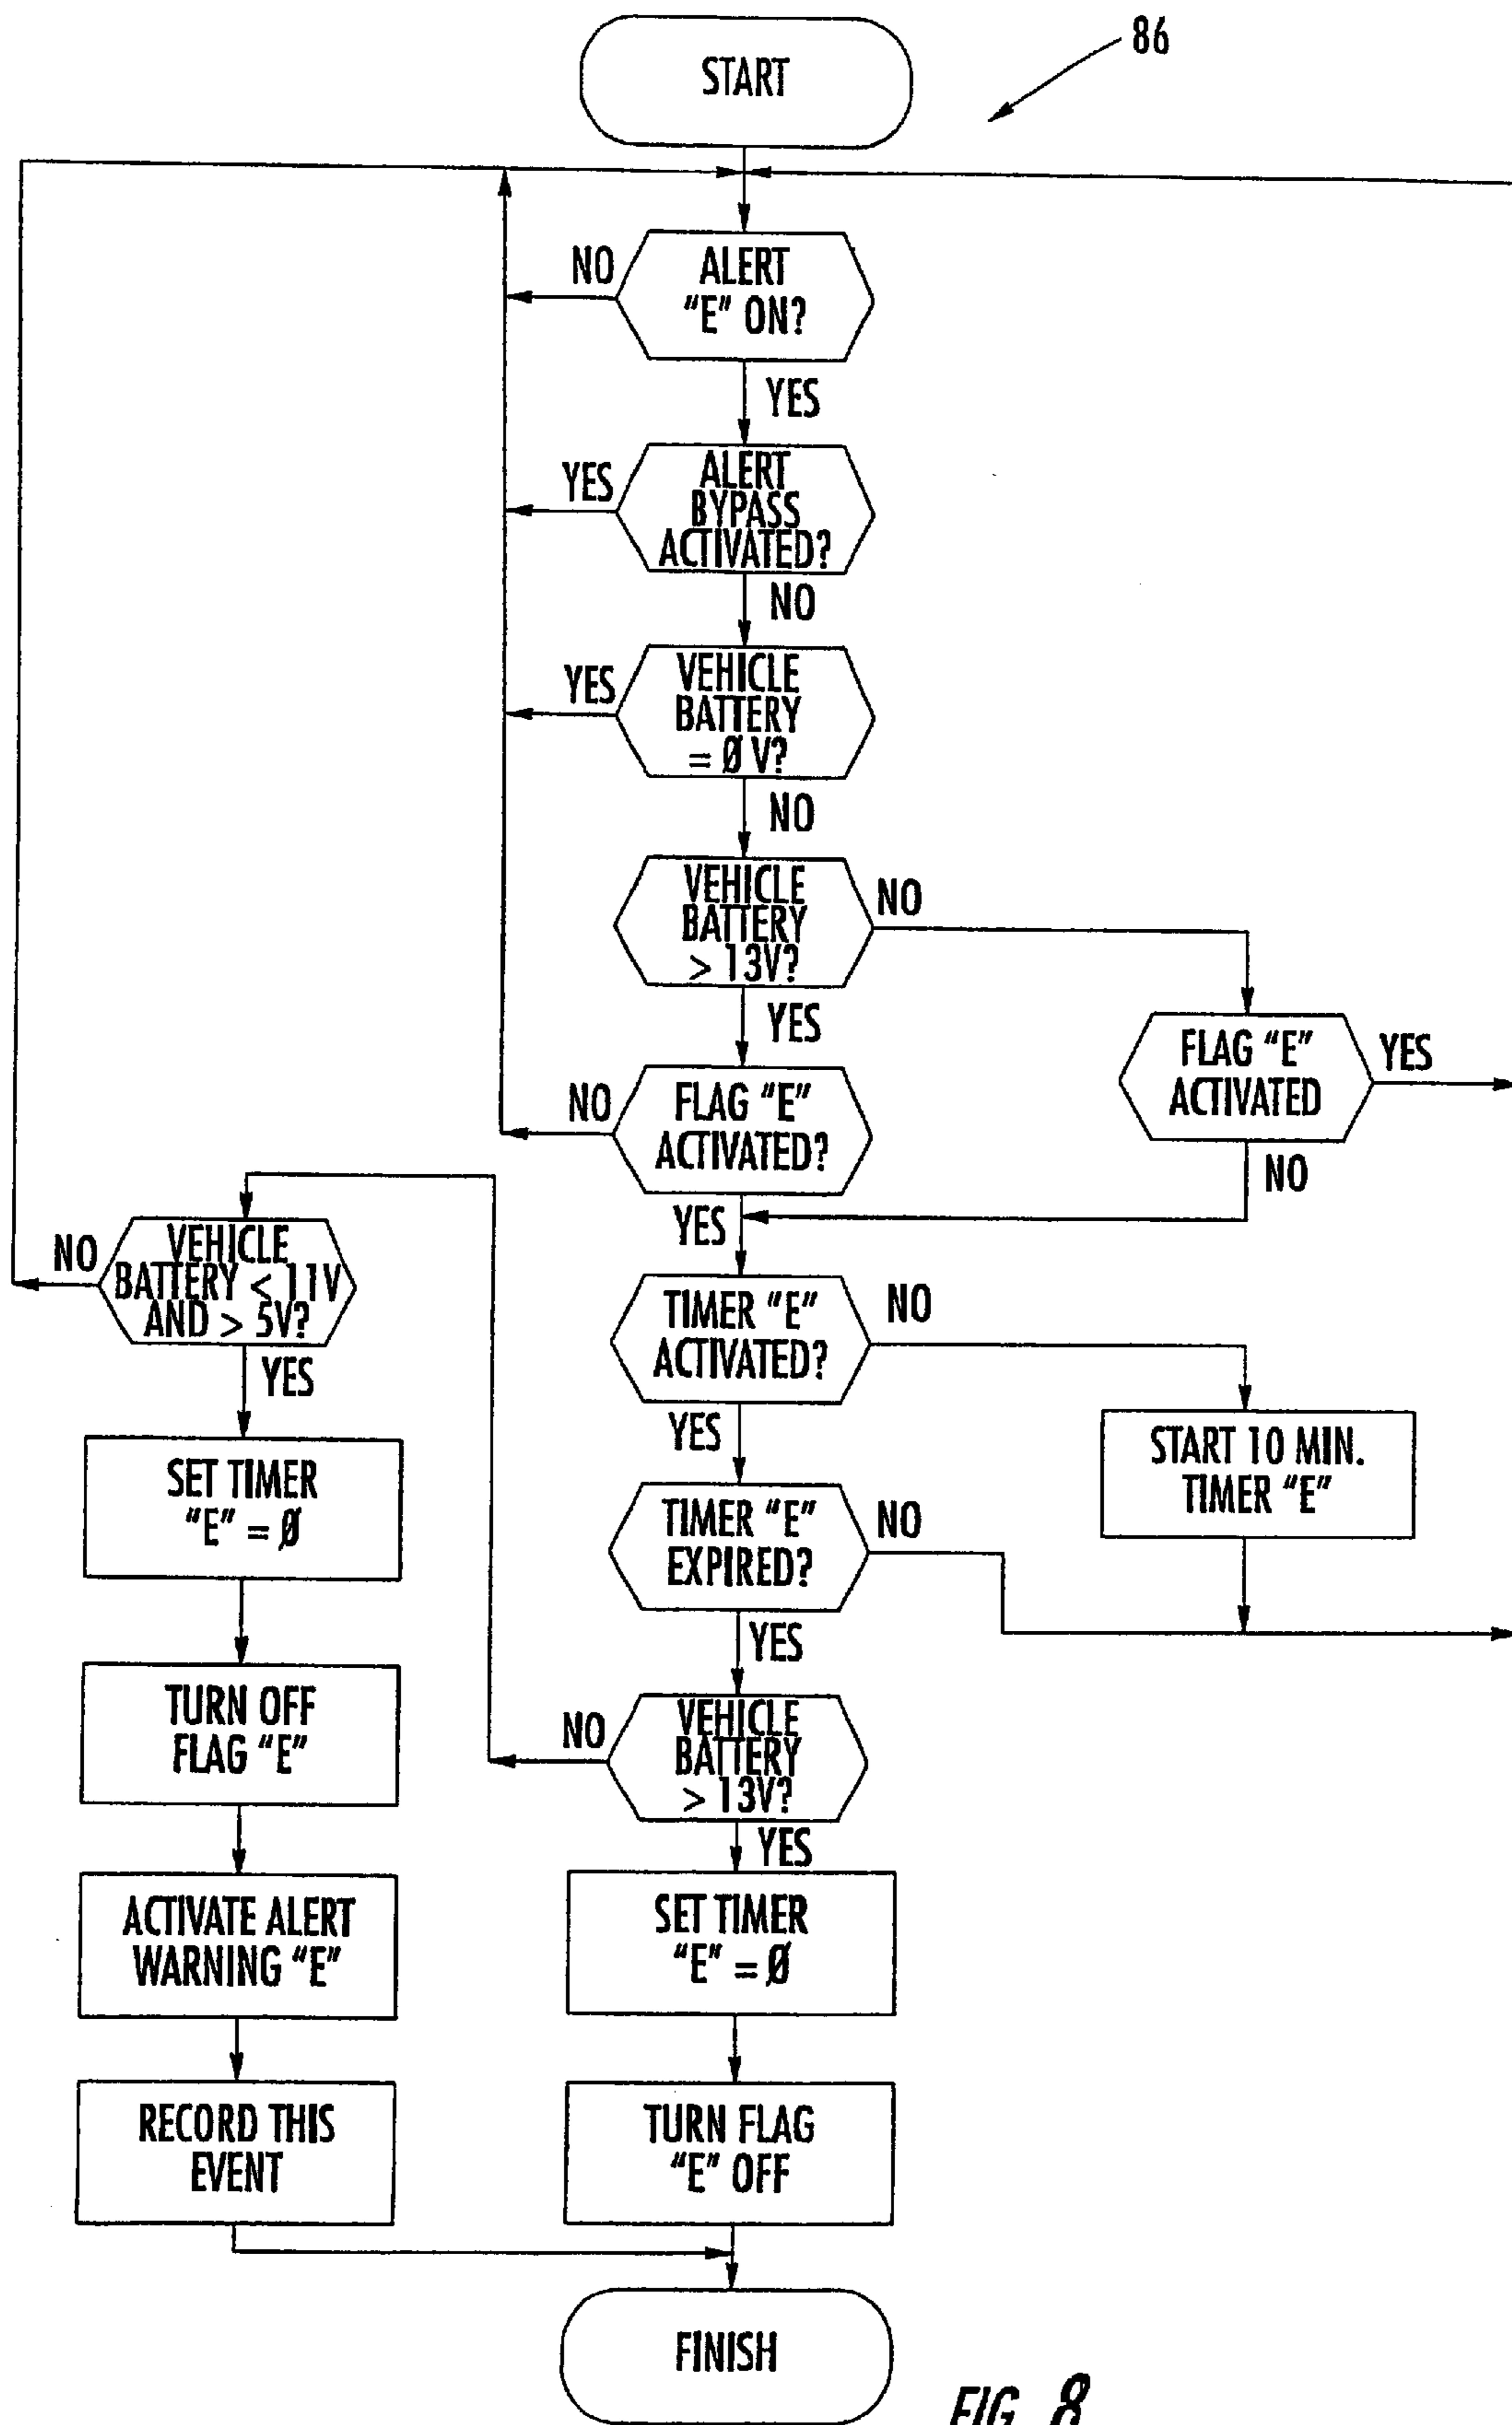 86
START
ALERT
"E" ON?
NO
YES
ALERT
BYPASS
ACTIVATED?
YES
NO
VEHICLE
BATTERY
= Ø V?
YES
NO
VEHICLE
BATTERY
> 13V?
NO
YES
FLAG "E"
ACTIVATED
YES
NO
FLAG "E"
ACTIVATED?
NO
YES
VEHICLE
BATTERY < 11V
AND > 5V?
NO
YES
TIMER "E"
ACTIVATED?
NO
YES
START 10 MIN.
TIMER "E"
SET TIMER
"E" = Ø
TIMER "E"
EXPIRED?
NO
YES
TURN OFF
FLAG "E"
VEHICLE
BATTERY
> 13V?
NO
YES
ACTIVATE ALERT
WARNING "E"
SET TIMER
"E" = Ø
RECORD THIS
EVENT
TURN FLAG
"E" OFF
FINISH
FIG. 8